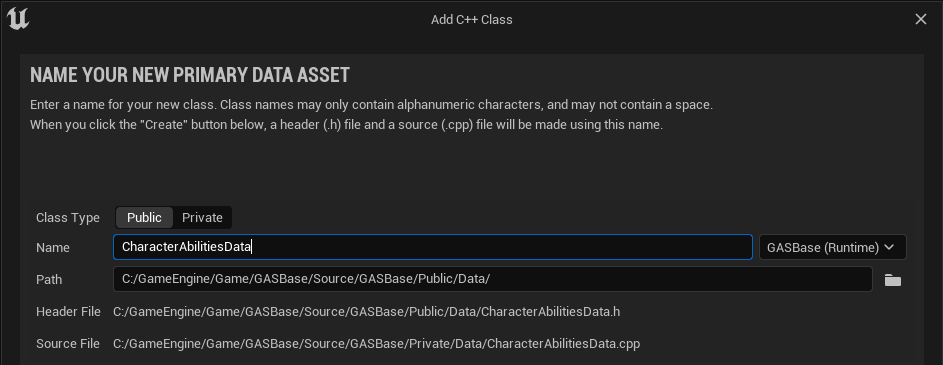 Add C++ Class
NAME YOUR NEW PRIMARY DATA ASSET
Enter a name for your new class. Class names may only contain alphanumeric characters, and may not contain a space.
When you click the "Create" button below, a header (.h) file and a source (.cpp) file will be made using this name.
Class Type Public Private
Name CharacterAbilitiesData GASBase (Runtime)
Path C:/GameEngine/Game/GASBase/Source/GASBase/Public/Data/
Header File C:/GameEngine/Game/GASBase/Source/GASBase/Public/Data/CharacterAbilitiesData.h
Source File C:/GameEngine/Game/GASBase/Source/GASBase/Private/Data/CharacterAbilitiesData.cpp